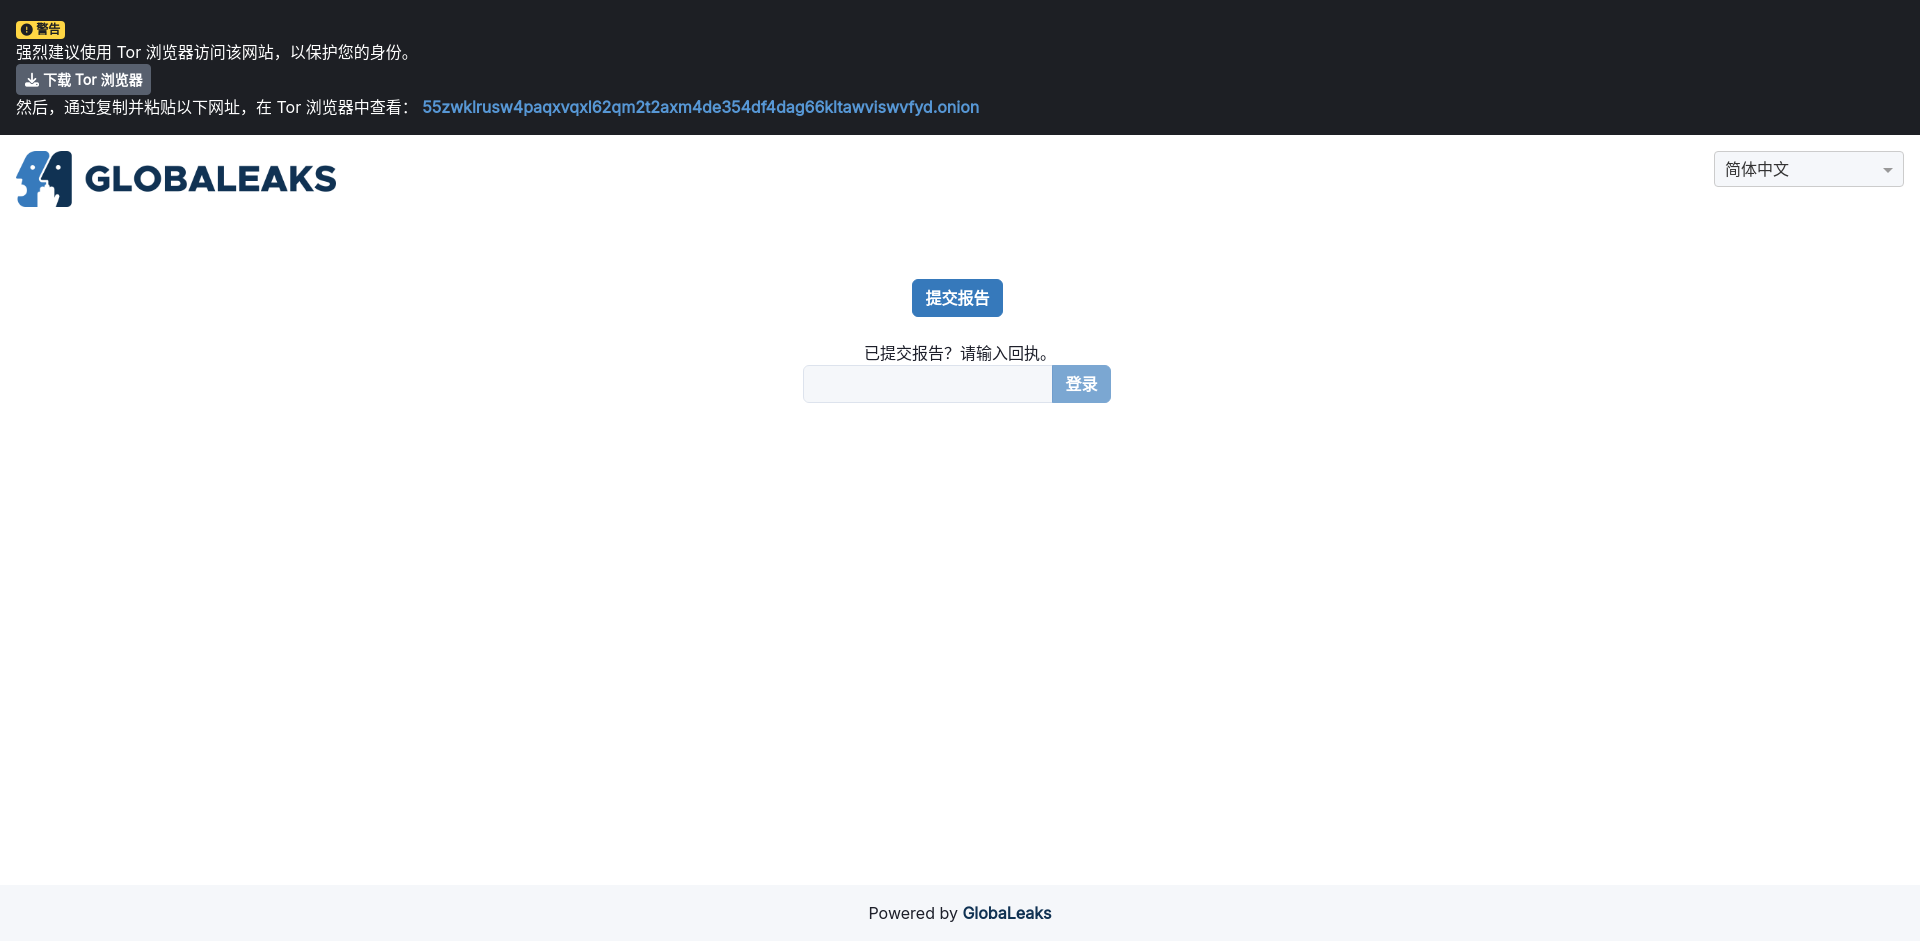 警告
强烈建议使用 Tor 浏览器访问该网站，以保护您的身份。
下载 Tor 浏览器
然后，通过复制并粘贴以下网址，在 Tor 浏览器中查看： 55zwklrusw4paqxvqxl62qm2t2axm4de354df4dag66kltawviswvfyd.onion
GLOBALEAKS
简体中文
提交报告
已提交报告？请输入回执。
登录
Powered by GlobaLeaks